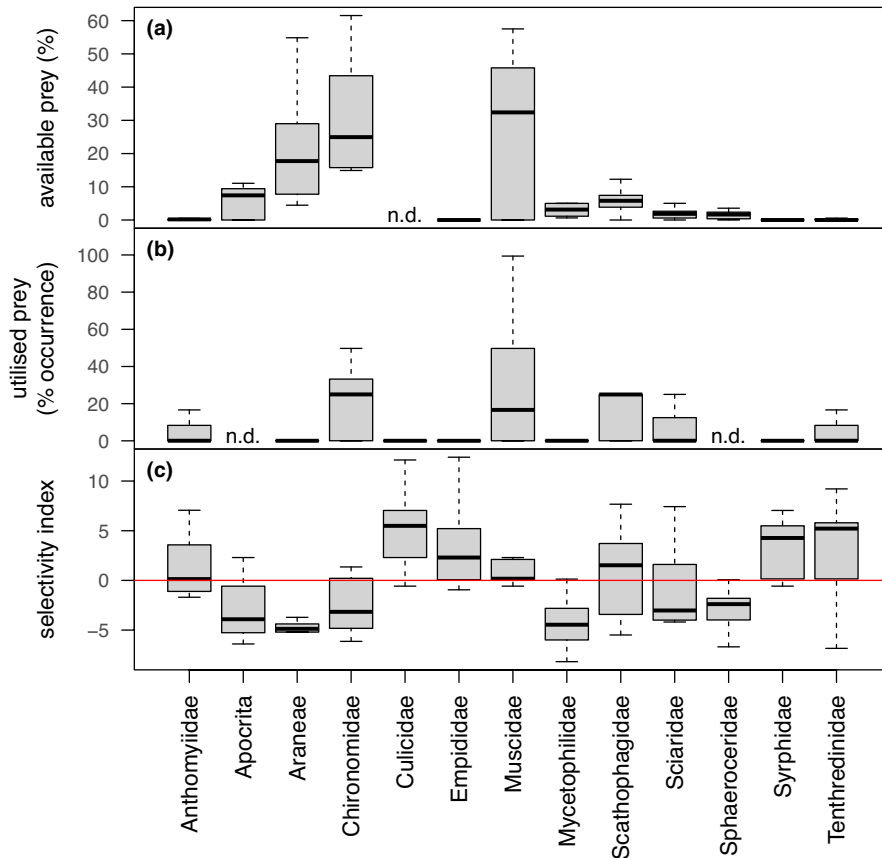 (a)
available prey (%)
60
50
40
30
20
10
0
n.d.
(b)
utilised prey
(% occurrence)
100
80
60
40
20
0
n.d.
n.d.
(c)
selectivity index
10
5
0
−5
Anthomyiidae
Apocrita
Araneae
Chironomidae
Culicidae
Empididae
Muscidae
Mycetophilidae
Scathophagidae
Sciaridae
Sphaeroceridae
Syrphidae
Tenthredinidae